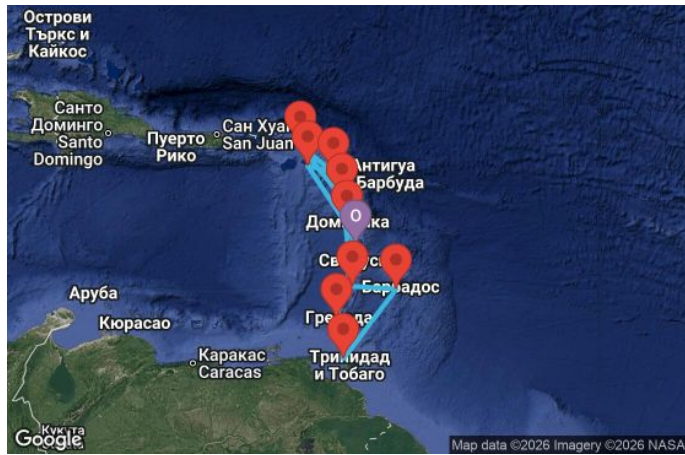 Острови
Търкс и
Кайкос
Санто
Доминго
Santo
Domingo
Пуерто
Рико
Сан Хуан
San Juan
Антигуа
Барбуда
Барбадос
Аруба
Кюрасао
Каракас
Caracas
Тринидад
и Тобаго
O
Google
Map data ©2026 Imagery ©2026 NASA